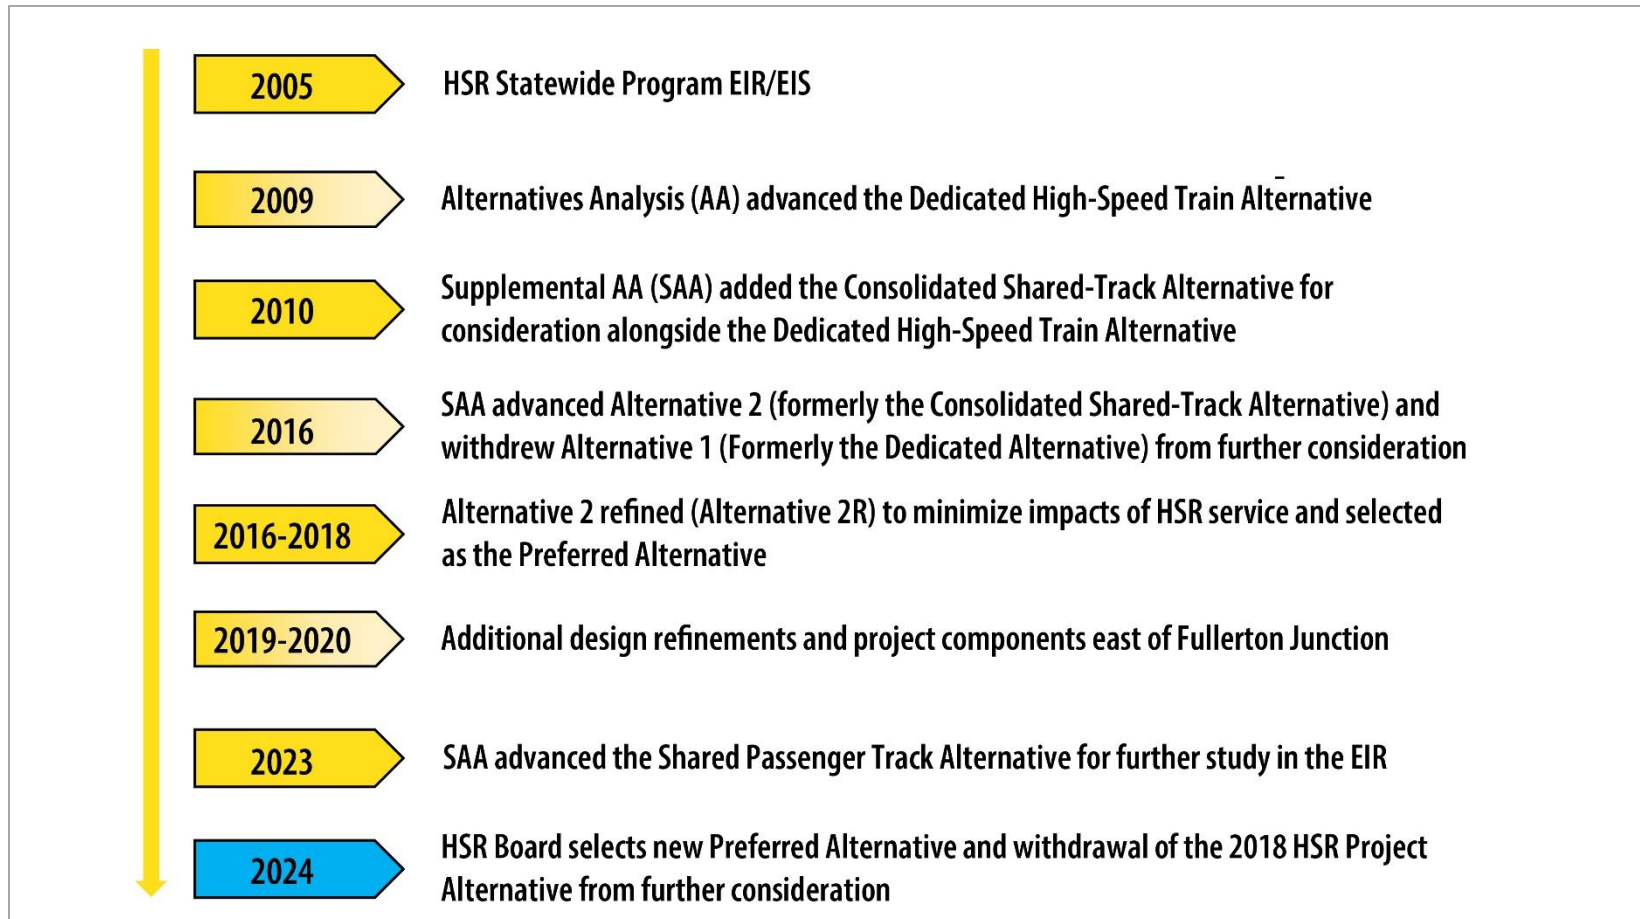 2005
HSR Statewide Program EIR/EIS
2009
Alternatives Analysis (AA) advanced the Dedicated High-Speed Train Alternative
2010
Supplemental AA (SAA) added the Consolidated Shared-Track Alternative for
consideration alongside the Dedicated High-Speed Train Alternative
2016
SAA advanced Alternative 2 (formerly the Consolidated Shared-Track Alternative) and
withdrew Alternative 1 (Formerly the Dedicated Alternative) from further consideration
2016-2018
Alternative 2 refined (Alternative 2R) to minimize impacts of HSR service and selected
as the Preferred Alternative
2019-2020
Additional design refinements and project components east of Fullerton Junction
2023
SAA advanced the Shared Passenger Track Alternative for further study in the EIR
2024
HSR Board selects new Preferred Alternative and withdrawal of the 2018 HSR Project
Alternative from further consideration